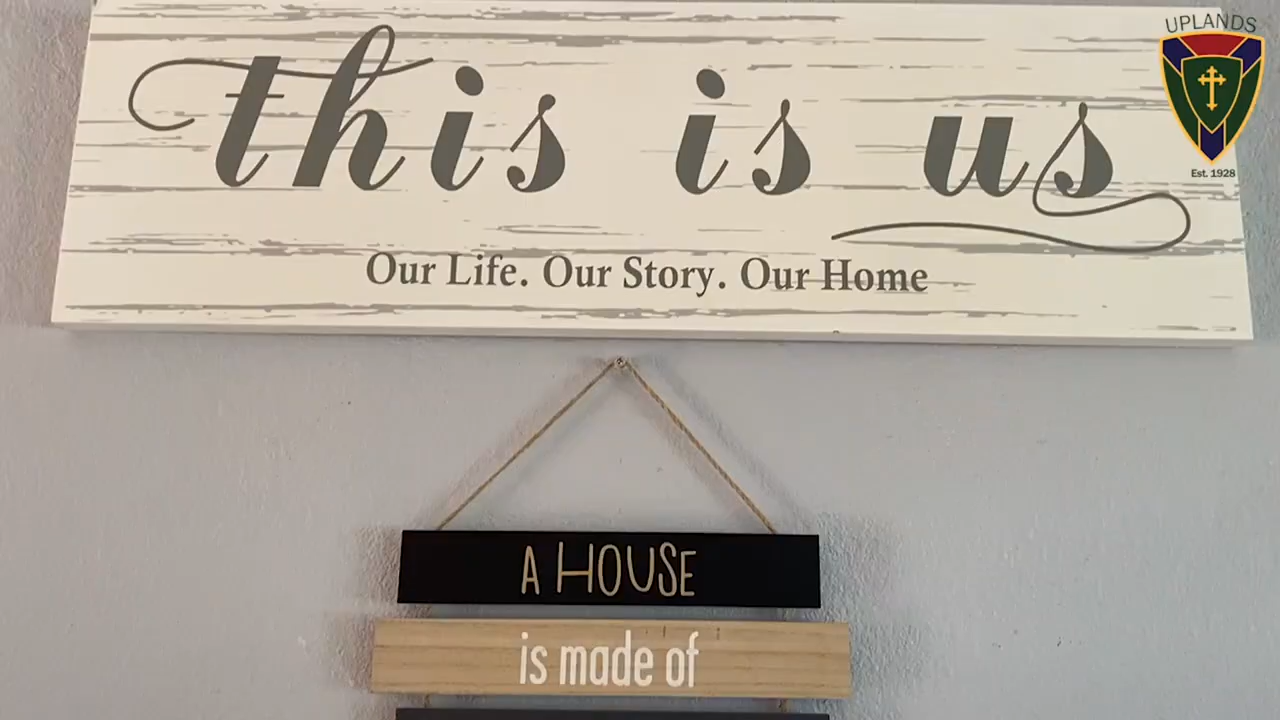 UPLANDS
this is us
Est. 1928
Our Life. Our Story. Our Home
A HOUSE
is made of